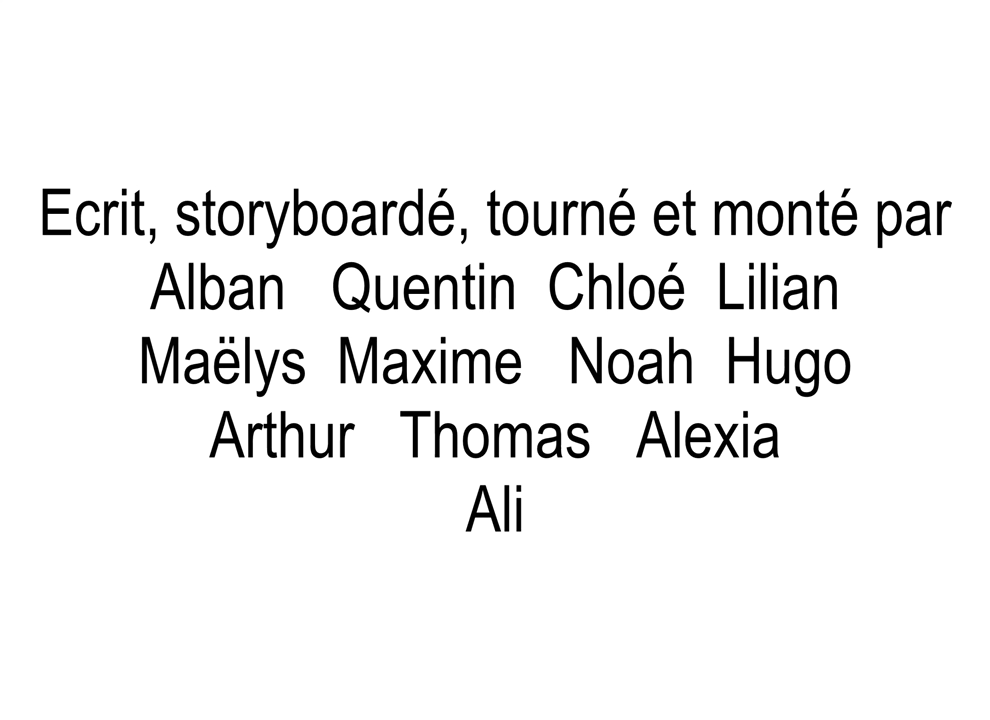 Ecrit, storyboardé, tourné et monté par
Alban Quentin Chloé Lilian
Maëlys Maxime Noah Hugo
Arthur Thomas Alexia
Ali